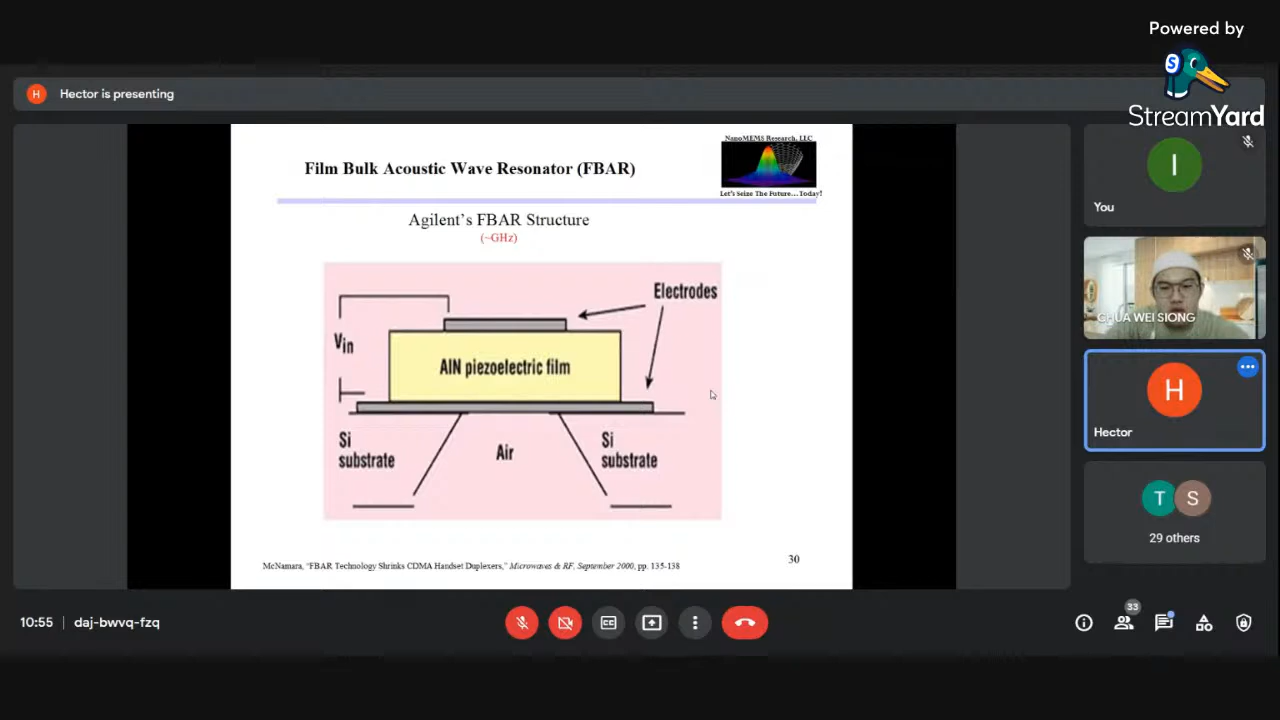 Powered by
StreamYard
H
Hector is presenting
NanoMEMS Research, LLC
Let's Seize The Future…Today!
Film Bulk Acoustic Wave Resonator (FBAR)
Agilent's FBAR Structure
(~GHz)
Electrodes
Vin
AlN piezoelectric film
Si
substrate
Air
Si
substrate
McNamara, "FBAR Technology Shrinks CDMA Handset Duplexers," Microwaves & RF, September 2000, pp. 135-138
30
I
You
CHUA WEI SIONG
H
Hector
T
S
29 others
10:55
daj-bwvq-fzq
33